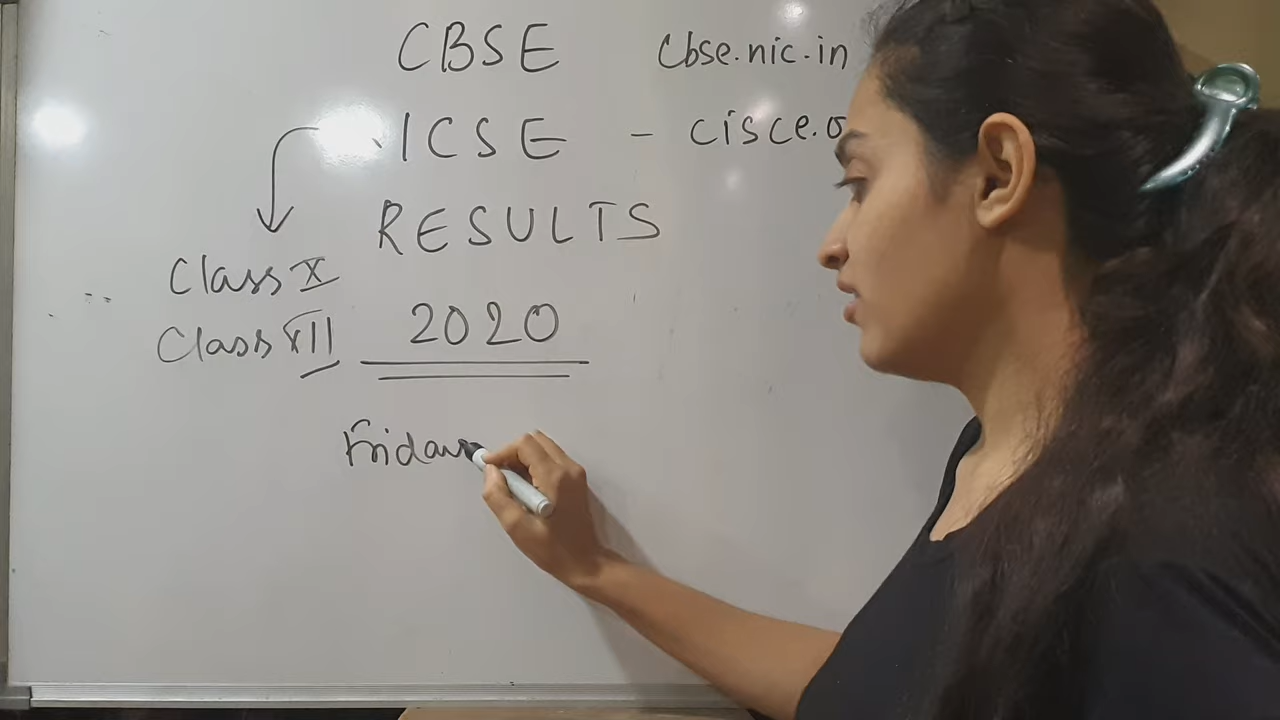 CBSE cbse.nic.in
ICSE - cisce.o
RESULTS
Class X
Class XII 2020
Friday